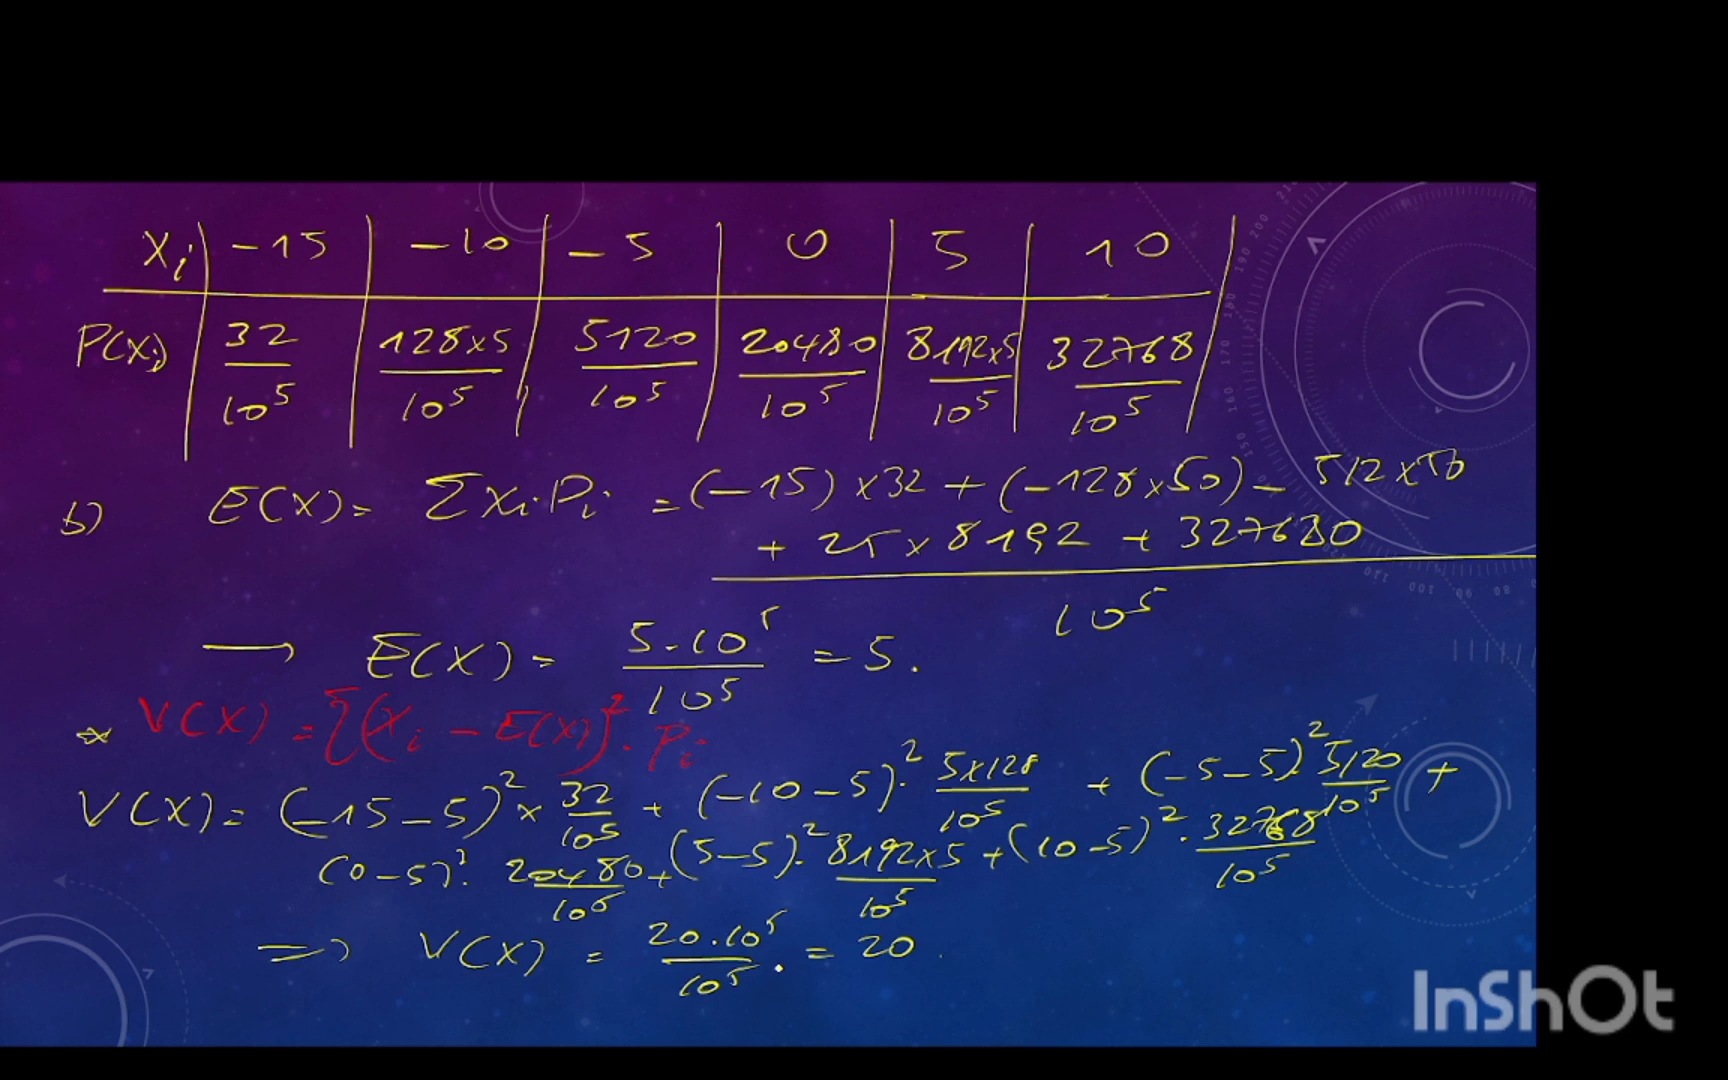 Xi -15 -10 -5 0 5 10
P(Xi) 32/10^5 128x5/10^5 5120/10^5 20480/10^5 8192x5/10^5 32768/10^5
b) E(X) = Σ Xi.Pi = (-15) x 32 + (-128 x 50) - 512 x 50
+ 25 x 8192 + 327680
10^5
→ E(X) = 5.10^5/10^5 = 5.
V(X) = Σ(Xi - E(X))^2. Pi
V(X) = (-15-5)^2 x 32/10^5 + (-10-5)^2. 5x128/10^5 + (-5-5)^2. 5120/10^5 +
(0-5)^2. 20480/10^5 + (5-5)^2. 8192x5/10^5 + (10-5)^2. 32768/10^5
=> V(X) = 20.10^5/10^5 = 20.
InShOt